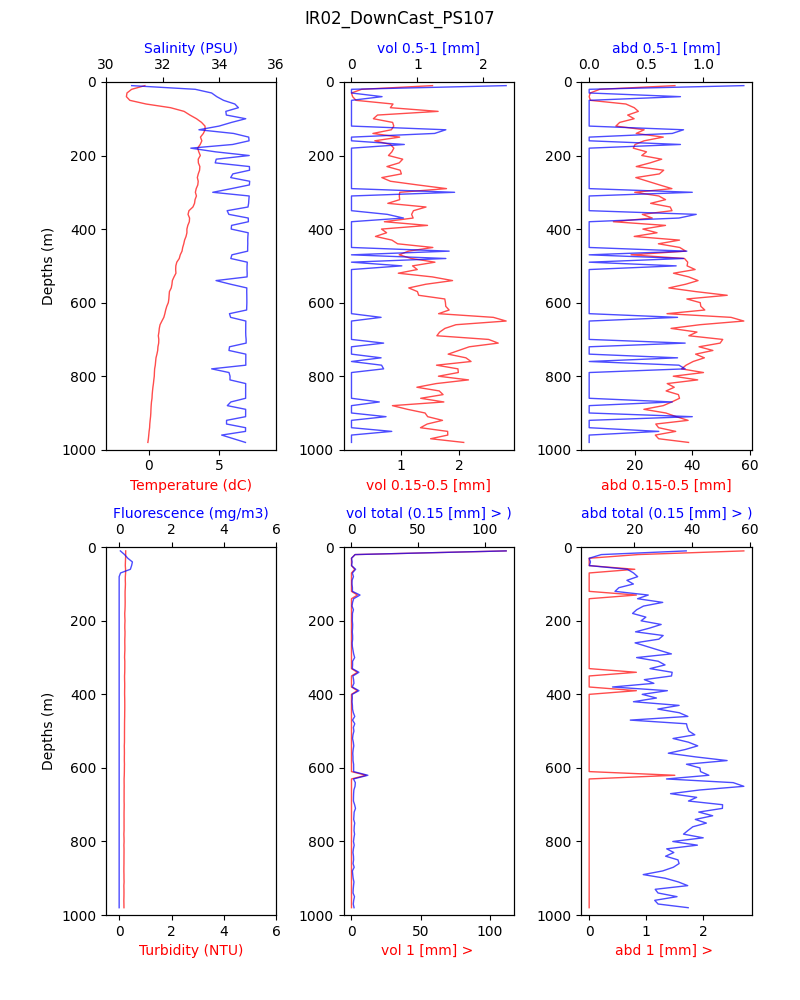 IR02_DownCast_PS107
Salinity (PSU) vol 0.5-1 [mm] abd 0.5-1 [mm]
30 32 34 36 0 1 2 0.0 0.5 1.0
0 0 0
200 200 200
400 400 400
600 600 600
800 800 800
1000 1000 1000
Depths (m)
0 5 1 2 20 40 60
Temperature (dC) vol 0.15-0.5 [mm] abd 0.15-0.5 [mm]
Fluorescence (mg/m3) vol total (0.15 [mm] > ) abd total (0.15 [mm] > )
0 2 4 6 0 50 100 0 20 40 60
0 0 0
200 200 200
400 400 400
600 600 600
800 800 800
1000 1000 1000
Depths (m)
0 2 4 6 0 50 100 0 1 2
Turbidity (NTU) vol 1 [mm] > abd 1 [mm] >